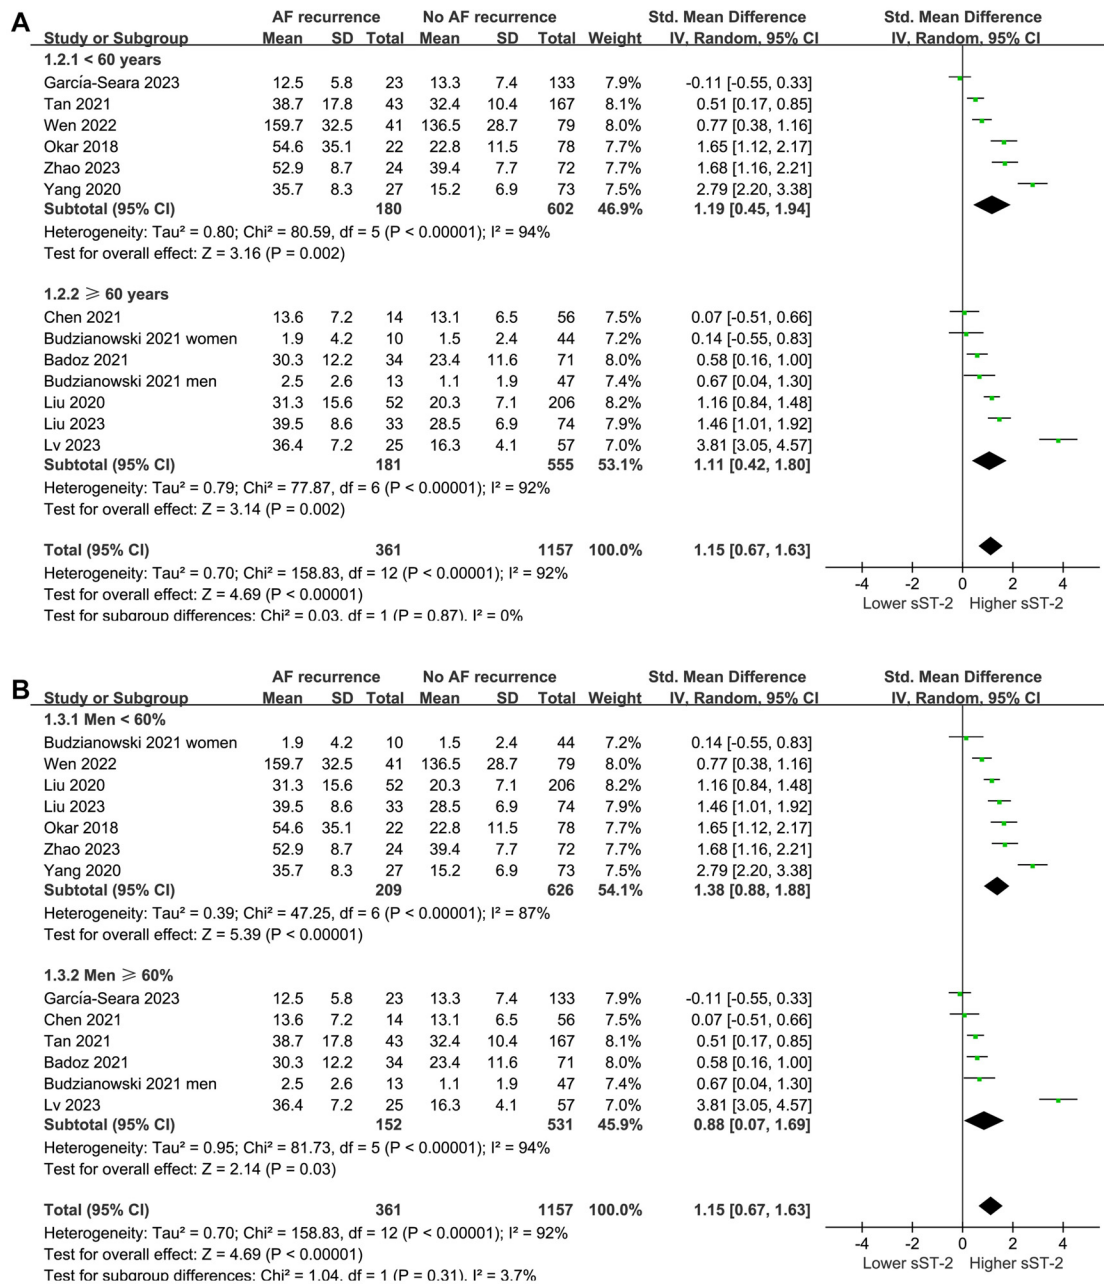 A
AF recurrence No AF recurrence Std. Mean Difference Std. Mean Difference
Study or Subgroup Mean SD Total Mean SD Total Weight IV, Random, 95% CI IV, Random, 95% CI
1.2.1 < 60 years
García-Seara 2023 12.5 5.8 23 13.3 7.4 133 7.9% -0.11 [-0.55, 0.33]
Tan 2021 38.7 17.8 43 32.4 10.4 167 8.1% 0.51 [0.17, 0.85]
Wen 2022 159.7 32.5 41 136.5 28.7 79 8.0% 0.77 [0.38, 1.16]
Okar 2018 54.6 35.1 22 22.8 11.5 78 7.7% 1.65 [1.12, 2.17]
Zhao 2023 52.9 8.7 24 39.4 7.7 72 7.7% 1.68 [1.16, 2.21]
Yang 2020 35.7 8.3 27 15.2 6.9 73 7.5% 2.79 [2.20, 3.38]
Subtotal (95% CI) 180 602 46.9% 1.19 [0.45, 1.94]
Heterogeneity: Tau² = 0.80; Chi² = 80.59, df = 5 (P < 0.00001); I² = 94%
Test for overall effect: Z = 3.16 (P = 0.002)
1.2.2 ⩾ 60 years
Chen 2021 13.6 7.2 14 13.1 6.5 56 7.5% 0.07 [-0.51, 0.66]
Budzianowski 2021 women 1.9 4.2 10 1.5 2.4 44 7.2% 0.14 [-0.55, 0.83]
Badoz 2021 30.3 12.2 34 23.4 11.6 71 8.0% 0.58 [0.16, 1.00]
Budzianowski 2021 men 2.5 2.6 13 1.1 1.9 47 7.4% 0.67 [0.04, 1.30]
Liu 2020 31.3 15.6 52 20.3 7.1 206 8.2% 1.16 [0.84, 1.48]
Liu 2023 39.5 8.6 33 28.5 6.9 74 7.9% 1.46 [1.01, 1.92]
Lv 2023 36.4 7.2 25 16.3 4.1 57 7.0% 3.81 [3.05, 4.57]
Subtotal (95% CI) 181 555 53.1% 1.11 [0.42, 1.80]
Heterogeneity: Tau² = 0.79; Chi² = 77.87, df = 6 (P < 0.00001); I² = 92%
Test for overall effect: Z = 3.14 (P = 0.002)
Total (95% CI) 361 1157 100.0% 1.15 [0.67, 1.63]
Heterogeneity: Tau² = 0.70; Chi² = 158.83, df = 12 (P < 0.00001); I² = 92%
Test for overall effect: Z = 4.69 (P < 0.00001)
Test for subgroup differences: Chi² = 0.03, df = 1 (P = 0.87), I² = 0%
-4 -2 0 2 4
Lower sST-2 Higher sST-2
B
AF recurrence No AF recurrence Std. Mean Difference Std. Mean Difference
Study or Subgroup Mean SD Total Mean SD Total Weight IV, Random, 95% CI IV, Random, 95% CI
1.3.1 Men < 60%
Budzianowski 2021 women 1.9 4.2 10 1.5 2.4 44 7.2% 0.14 [-0.55, 0.83]
Wen 2022 159.7 32.5 41 136.5 28.7 79 8.0% 0.77 [0.38, 1.16]
Liu 2020 31.3 15.6 52 20.3 7.1 206 8.2% 1.16 [0.84, 1.48]
Liu 2023 39.5 8.6 33 28.5 6.9 74 7.9% 1.46 [1.01, 1.92]
Okar 2018 54.6 35.1 22 22.8 11.5 78 7.7% 1.65 [1.12, 2.17]
Zhao 2023 52.9 8.7 24 39.4 7.7 72 7.7% 1.68 [1.16, 2.21]
Yang 2020 35.7 8.3 27 15.2 6.9 73 7.5% 2.79 [2.20, 3.38]
Subtotal (95% CI) 209 626 54.1% 1.38 [0.88, 1.88]
Heterogeneity: Tau² = 0.39; Chi² = 47.25, df = 6 (P < 0.00001); I² = 87%
Test for overall effect: Z = 5.39 (P < 0.00001)
1.3.2 Men ⩾ 60%
García-Seara 2023 12.5 5.8 23 13.3 7.4 133 7.9% -0.11 [-0.55, 0.33]
Chen 2021 13.6 7.2 14 13.1 6.5 56 7.5% 0.07 [-0.51, 0.66]
Tan 2021 38.7 17.8 43 32.4 10.4 167 8.1% 0.51 [0.17, 0.85]
Badoz 2021 30.3 12.2 34 23.4 11.6 71 8.0% 0.58 [0.16, 1.00]
Budzianowski 2021 men 2.5 2.6 13 1.1 1.9 47 7.4% 0.67 [0.04, 1.30]
Lv 2023 36.4 7.2 25 16.3 4.1 57 7.0% 3.81 [3.05, 4.57]
Subtotal (95% CI) 152 531 45.9% 0.88 [0.07, 1.69]
Heterogeneity: Tau² = 0.95; Chi² = 81.73, df = 5 (P < 0.00001); I² = 94%
Test for overall effect: Z = 2.14 (P = 0.03)
Total (95% CI) 361 1157 100.0% 1.15 [0.67, 1.63]
Heterogeneity: Tau² = 0.70; Chi² = 158.83, df = 12 (P < 0.00001); I² = 92%
Test for overall effect: Z = 4.69 (P < 0.00001)
Test for subgroup differences: Chi² = 1.04, df = 1 (P = 0.31), I² = 3.7%
-4 -2 0 2 4
Lower sST-2 Higher sST-2